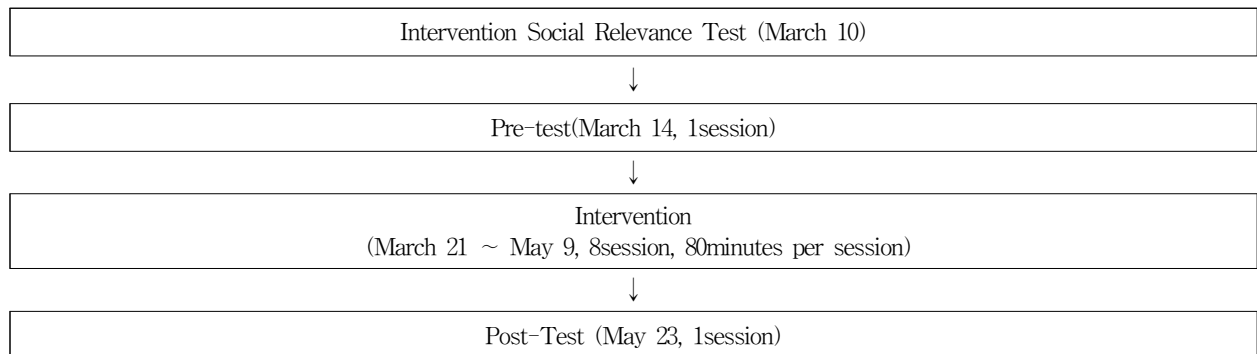 Intervention Social Relevance Test (March 10)
↓
Pre-test(March 14, 1session)
↓
Intervention
(March 21 ~ May 9, 8session, 80minutes per session)
↓
Post-Test (May 23, 1session)